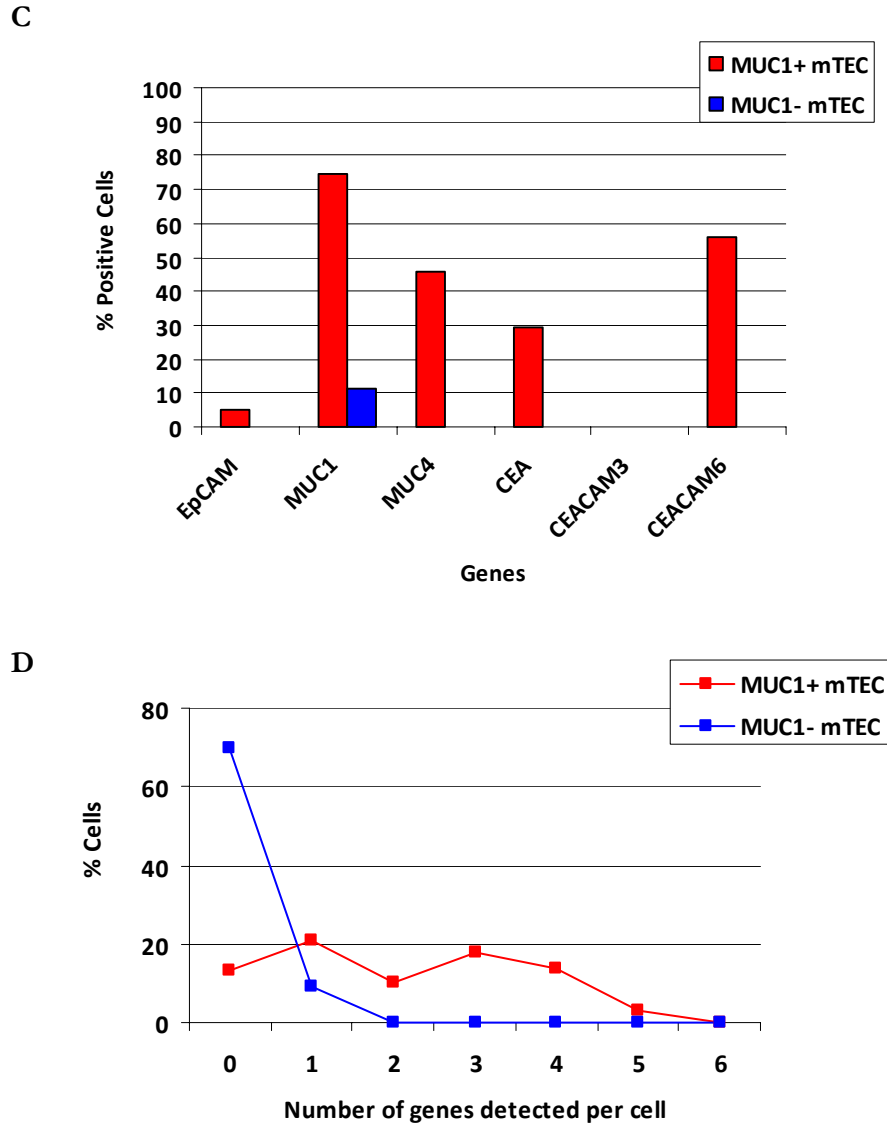 C
MUC1+ mTEC
MUC1- mTEC
100
90
80
70
60
50
40
30
20
10
0
% Positive Cells
EpCAM
MUC1
MUC4
CEA
CEACAM3
CEACAM6
Genes
D
MUC1+ mTEC
MUC1- mTEC
80
60
40
20
0
% Cells
0 1 2 3 4 5 6
Number of genes detected per cell